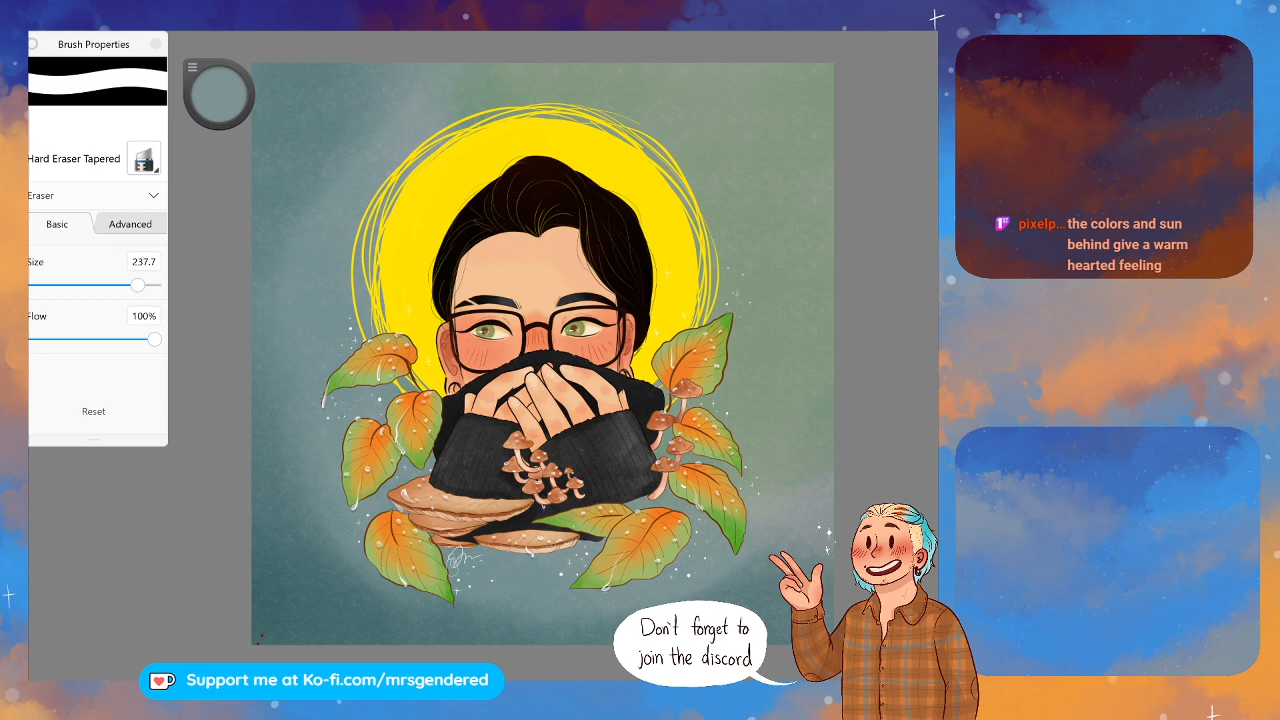 Brush Properties
Hard Eraser Tapered
Eraser
Basic
Advanced
Size
237.7
Flow
100%
Reset
pixelp... the colors and sun
behind give a warm
hearted feeling
Don't forget to
join the discord
Support me at Ko-fi.com/mrsgendered